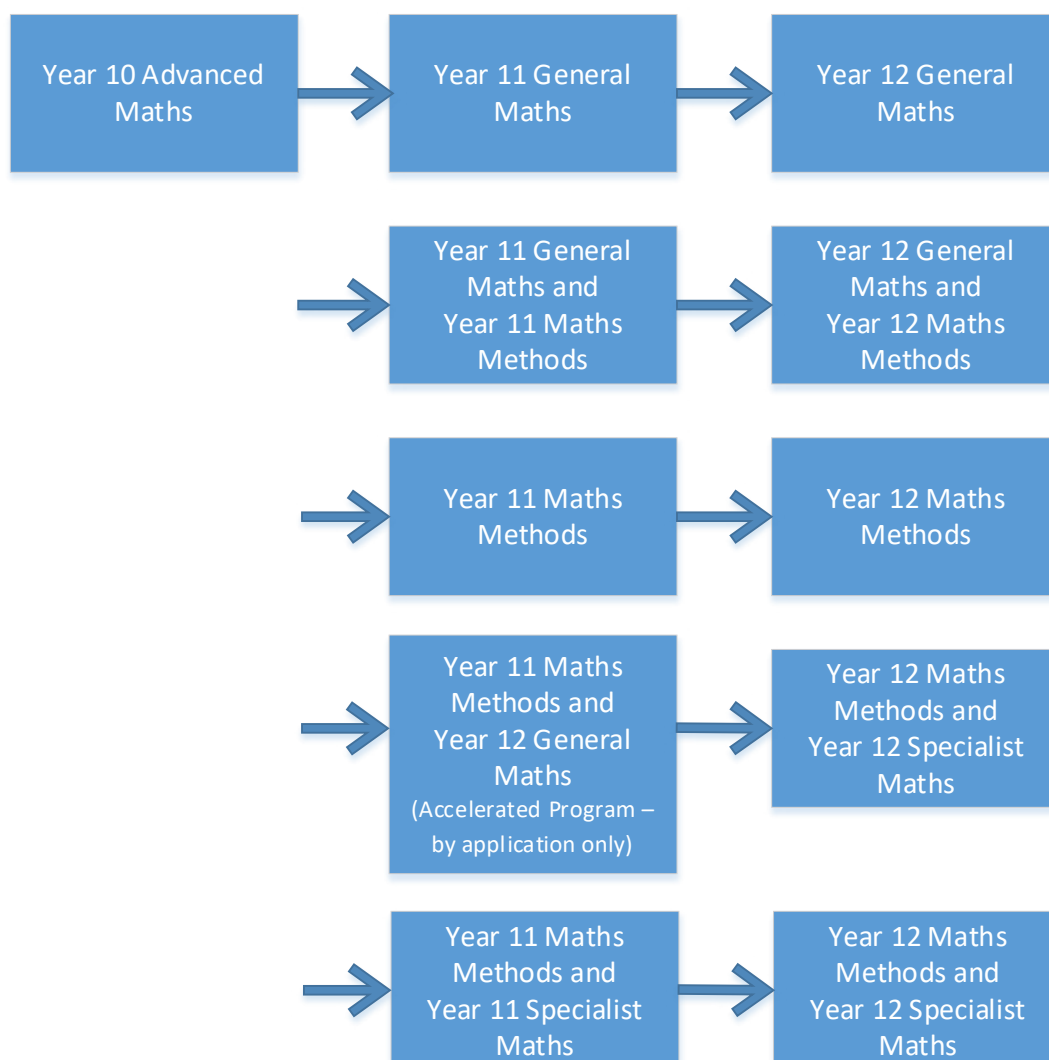 Year 10 Advanced
Maths
Year 11 General
Maths
Year 12 General
Maths
Year 11 General
Maths and
Year 11 Maths
Methods
Year 12 General
Maths and
Year 12 Maths
Methods
Year 11 Maths
Methods
Year 12 Maths
Methods
Year 11 Maths
Methods and
Year 12 General
Maths
(Accelerated Program –
by application only)
Year 12 Maths
Methods and
Year 12 Specialist
Maths
Year 11 Maths
Methods and
Year 11 Specialist
Maths
Year 12 Maths
Methods and
Year 12 Specialist
Maths